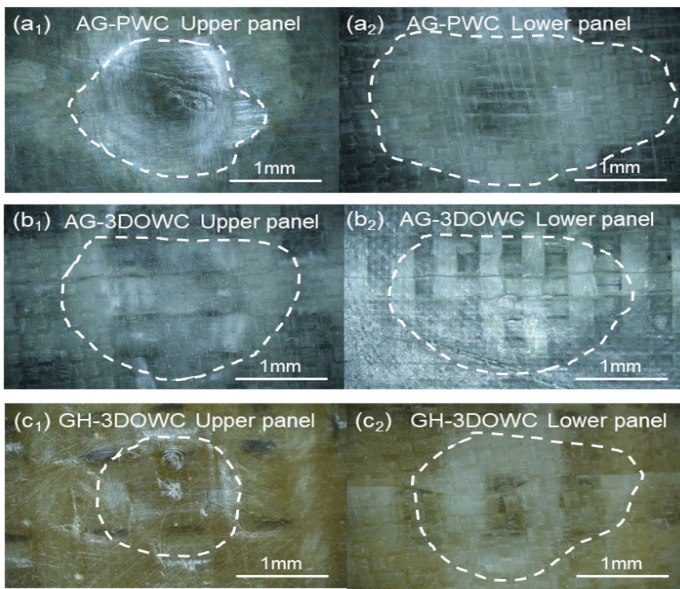 (a₁) AG-PWC Upper panel
1mm
(a₂) AG-PWC Lower panel
1mm
(b₁) AG-3DOWC Upper panel
1mm
(b₂) AG-3DOWC Lower panel
1mm
(c₁) GH-3DOWC Upper panel
1mm
(c₂) GH-3DOWC Lower panel
1mm